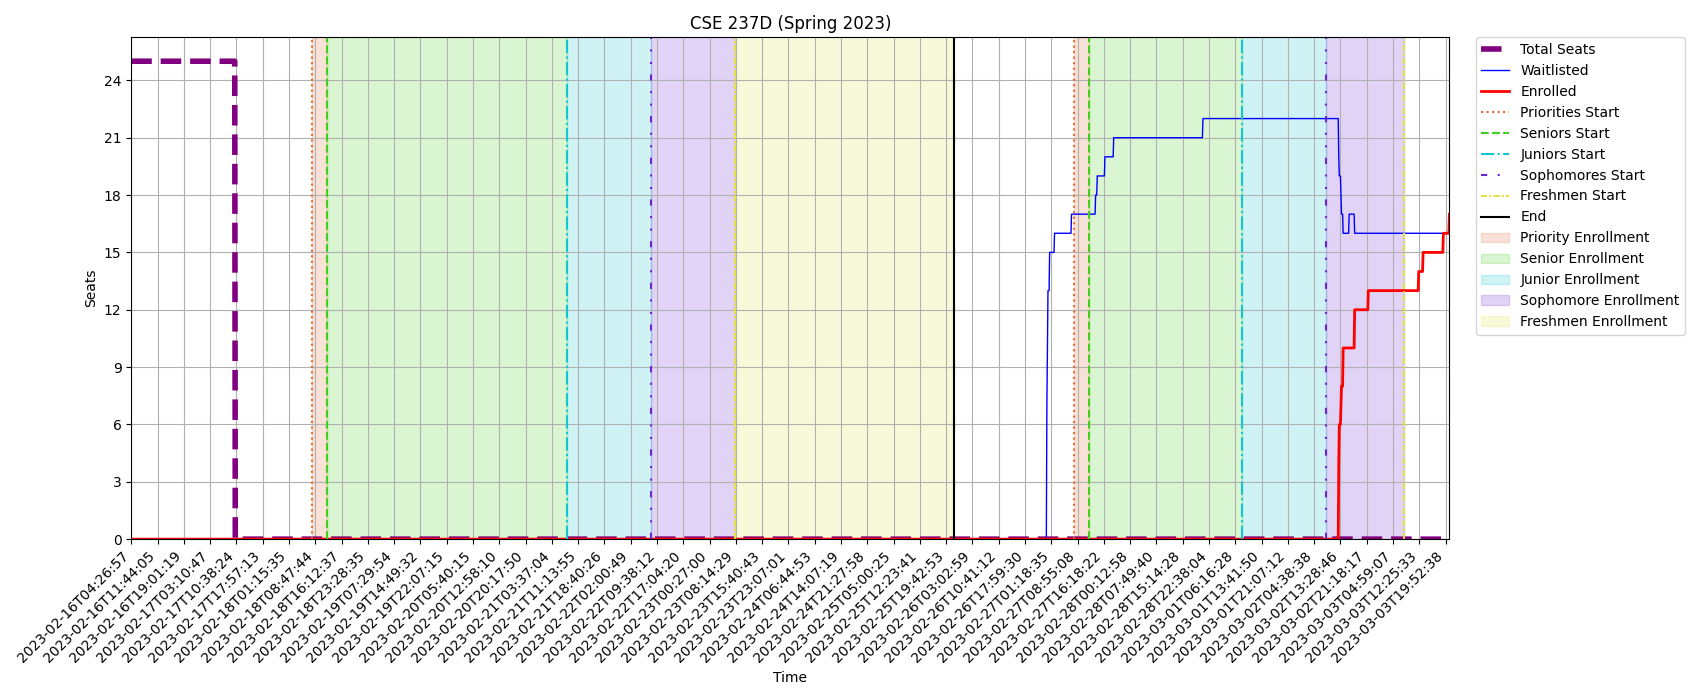 CSE 237D (Spring 2023)
Seats
24
21
18
15
12
9
6
3
0
2023-02-16T04:26:57
2023-02-16T11:44:05
2023-02-16T19:01:19
2023-02-17T03:10:47
2023-02-17T10:38:24
2023-02-17T17:57:13
2023-02-18T01:15:35
2023-02-18T08:47:44
2023-02-18T16:12:37
2023-02-18T23:28:35
2023-02-19T07:29:54
2023-02-19T14:49:32
2023-02-19T22:07:15
2023-02-20T05:40:15
2023-02-20T12:58:10
2023-02-20T20:17:50
2023-02-21T03:37:04
2023-02-21T11:13:55
2023-02-21T18:40:26
2023-02-22T02:00:49
2023-02-22T09:38:12
2023-02-22T17:04:20
2023-02-23T00:27:00
2023-02-23T08:14:29
2023-02-23T15:40:43
2023-02-23T23:07:01
2023-02-24T06:44:53
2023-02-24T14:07:19
2023-02-24T21:27:58
2023-02-25T05:00:25
2023-02-25T12:23:41
2023-02-25T19:42:53
2023-02-26T03:02:59
2023-02-26T10:41:12
2023-02-26T17:59:30
2023-02-27T01:18:35
2023-02-27T08:55:08
2023-02-27T16:18:22
2023-02-28T00:12:58
2023-02-28T07:49:40
2023-02-28T15:14:28
2023-02-28T22:38:04
2023-03-01T06:16:28
2023-03-01T13:41:50
2023-03-01T21:07:12
2023-03-02T04:38:38
2023-03-02T13:28:46
2023-03-02T21:18:17
2023-03-03T04:59:07
2023-03-03T12:25:33
2023-03-03T19:52:38
Time
Total Seats
Waitlisted
Enrolled
Priorities Start
Seniors Start
Juniors Start
Sophomores Start
Freshmen Start
End
Priority Enrollment
Senior Enrollment
Junior Enrollment
Sophomore Enrollment
Freshmen Enrollment